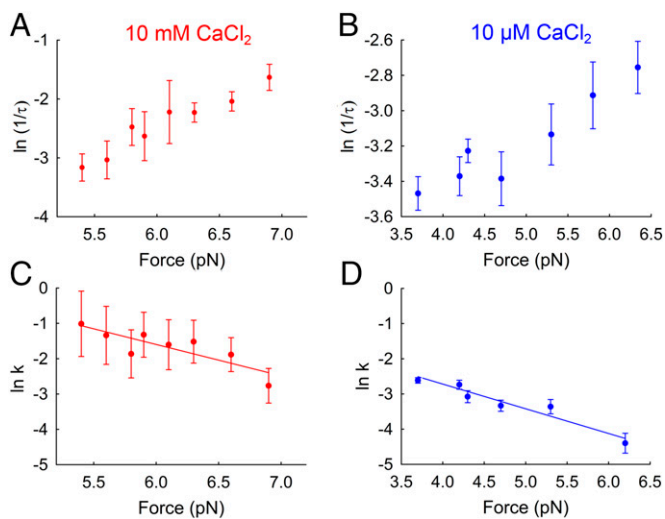 A
10 mM CaCl₂
-1
-2
-3
-4
ln (1/τ)
5.5 6.0 6.5 7.0
Force (pN)
B
10 µM CaCl₂
-2.6
-2.8
-3.0
-3.2
-3.4
-3.6
ln (1/τ)
3.5 4.0 4.5 5.0 5.5 6.0 6.5
Force (pN)
C
0
-1
-2
-3
-4
-5
ln k
5.5 6.0 6.5 7.0
Force (pN)
D
0
-1
-2
-3
-4
-5
ln k
3.5 4.0 4.5 5.0 5.5 6.0 6.5
Force (pN)